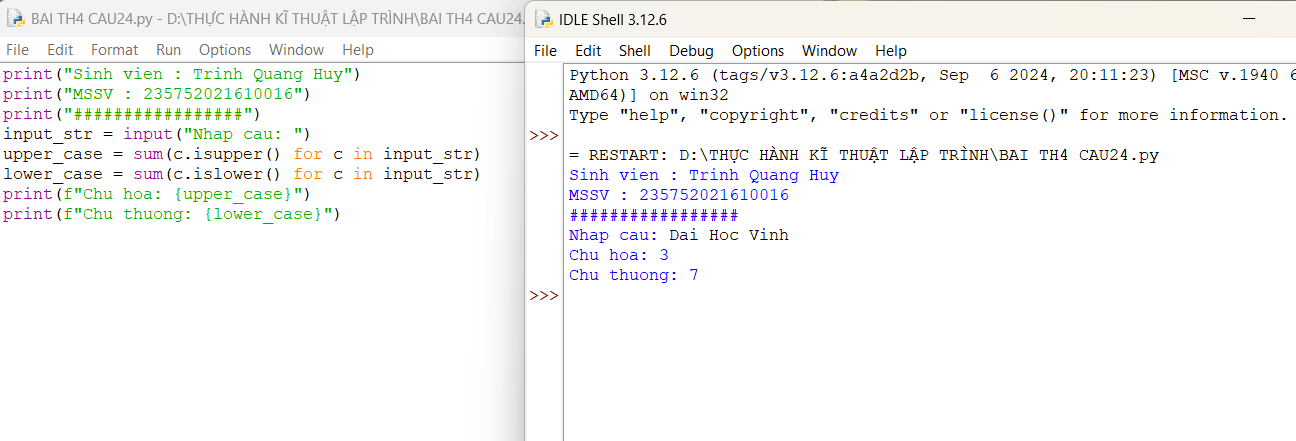 BAI TH4 CAU24.py - D:\THỰC HÀNH KĨ THUẬT LẬP TRÌNH\BAI TH4 CAU24.
File Edit Format Run Options Window Help
print("Sinh vien : Trinh Quang Huy")
print("MSSV : 235752021610016")
print("#################")
input_str = input("Nhap cau: ")
upper_case = sum(c.isupper() for c in input_str)
lower_case = sum(c.islower() for c in input_str)
print(f"Chu hoa: {upper_case}")
print(f"Chu thuong: {lower_case}")
IDLE Shell 3.12.6
File Edit Shell Debug Options Window Help
Python 3.12.6 (tags/v3.12.6:a4a2d2b, Sep  6 2024, 20:11:23) [MSC v.1940 6
AMD64)] on win32
Type "help", "copyright", "credits" or "license()" for more information.
>>>
= RESTART: D:\THỰC HÀNH KĨ THUẬT LẬP TRÌNH\BAI TH4 CAU24.py
Sinh vien : Trinh Quang Huy
MSSV : 235752021610016
#################
Nhap cau: Dai Hoc Vinh
Chu hoa: 3
Chu thuong: 7
>>>